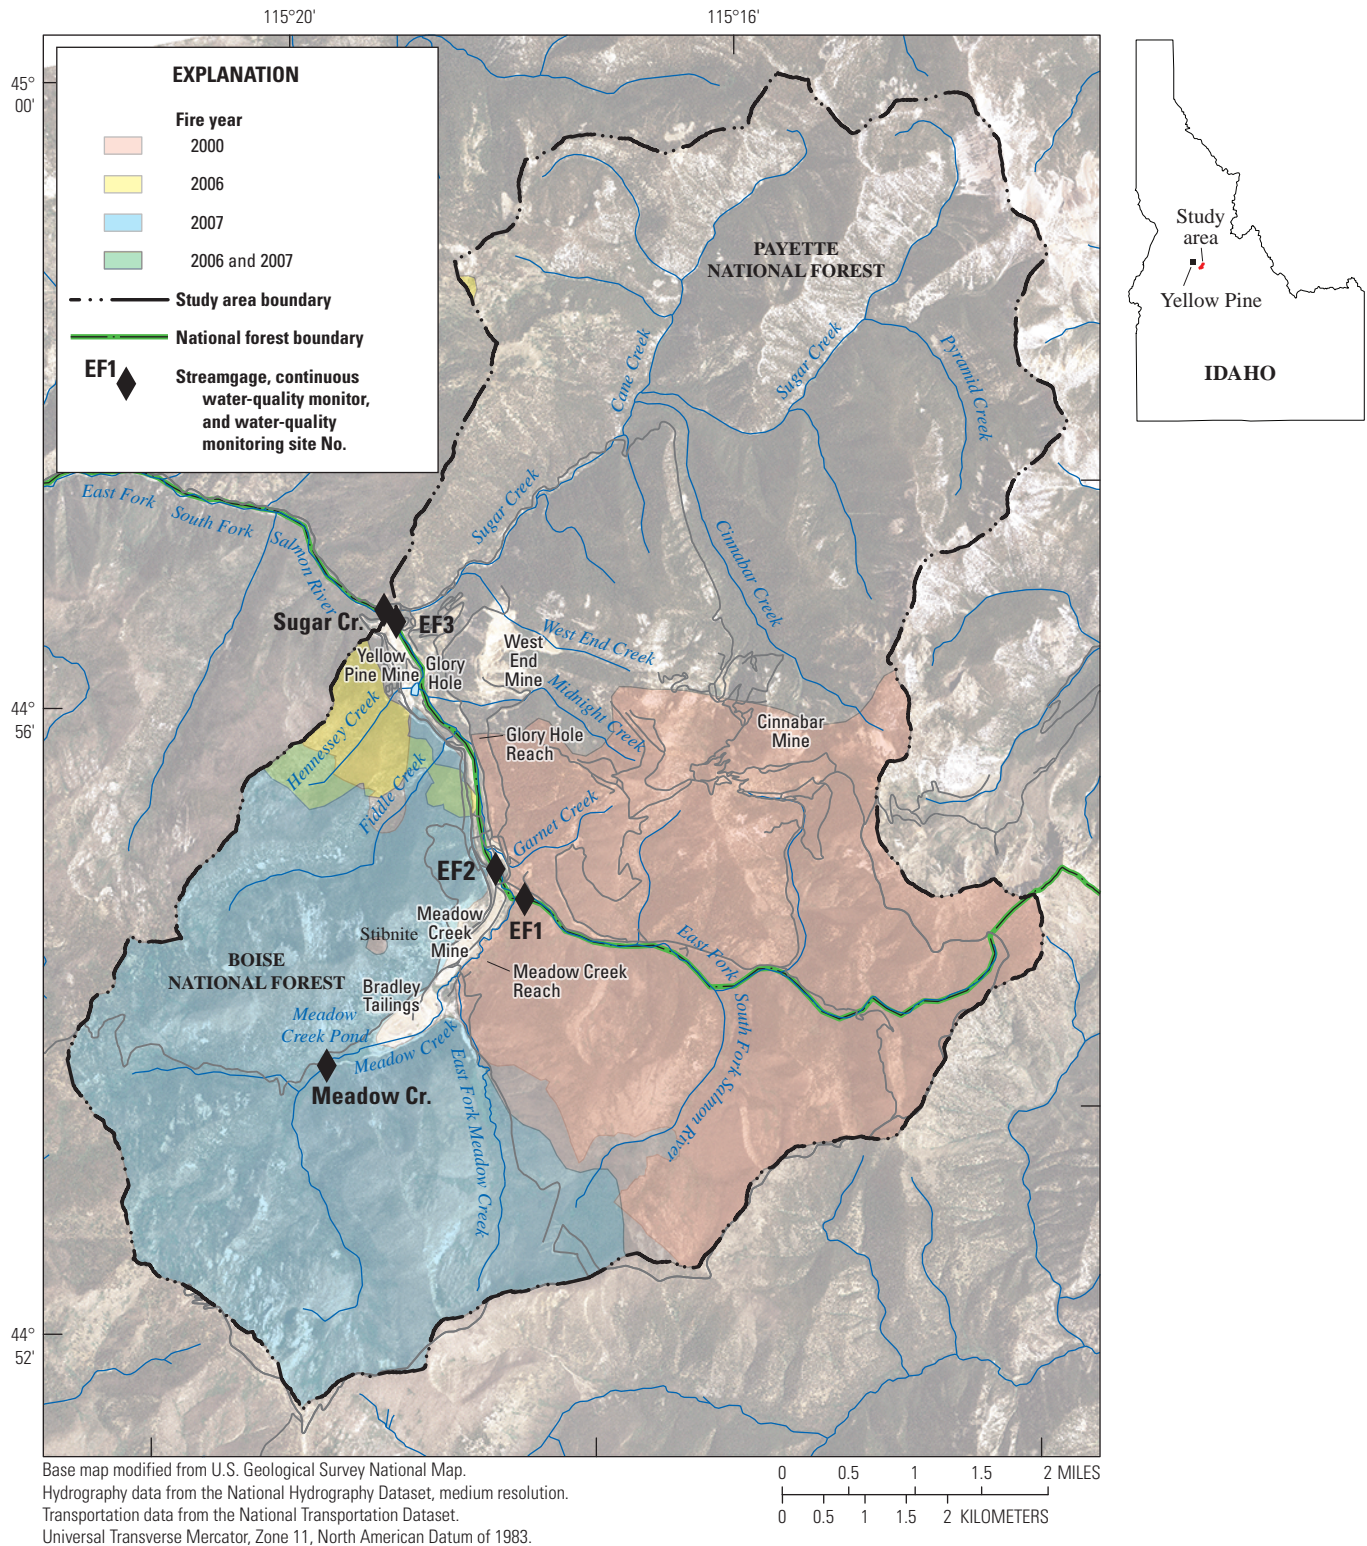 115°20'
115°16'
45°
00'
EXPLANATION
Fire year
2000
2006
2007
2006 and 2007
Study area boundary
National forest boundary
EF1
Streamgage, continuous
water-quality monitor,
and water-quality
monitoring site No.
PAYETTE
NATIONAL FOREST
Study
area
Yellow Pine
IDAHO
Cane Creek
Sugar Creek
Pyramid Creek
Sugar Creek
East Fork
South Fork
Salmon River
Cinnabar Creek
Sugar Cr.
EF3
West End Creek
West
End
Mine
Yellow
Pine Mine
Glory
Hole
Midnight Creek
44°
56'
Hennessey Creek
Glory Hole
Reach
Cinnabar
Mine
Fiddle Creek
Garnet Creek
EF2
EF1
Meadow
Creek
Mine
Stibnite
East Fork
South Fork Salmon River
BOISE
NATIONAL FOREST
Meadow Creek
Reach
Bradley
Tailings
Meadow
Creek Pond
Meadow Creek
East Fork Meadow Creek
Meadow Cr.
44°
52'
Base map modified from U.S. Geological Survey National Map.
Hydrography data from the National Hydrography Dataset, medium resolution.
Transportation data from the National Transportation Dataset.
Universal Transverse Mercator, Zone 11, North American Datum of 1983.
0 0.5 1 1.5 2 MILES
0 0.5 1 1.5 2 KILOMETERS